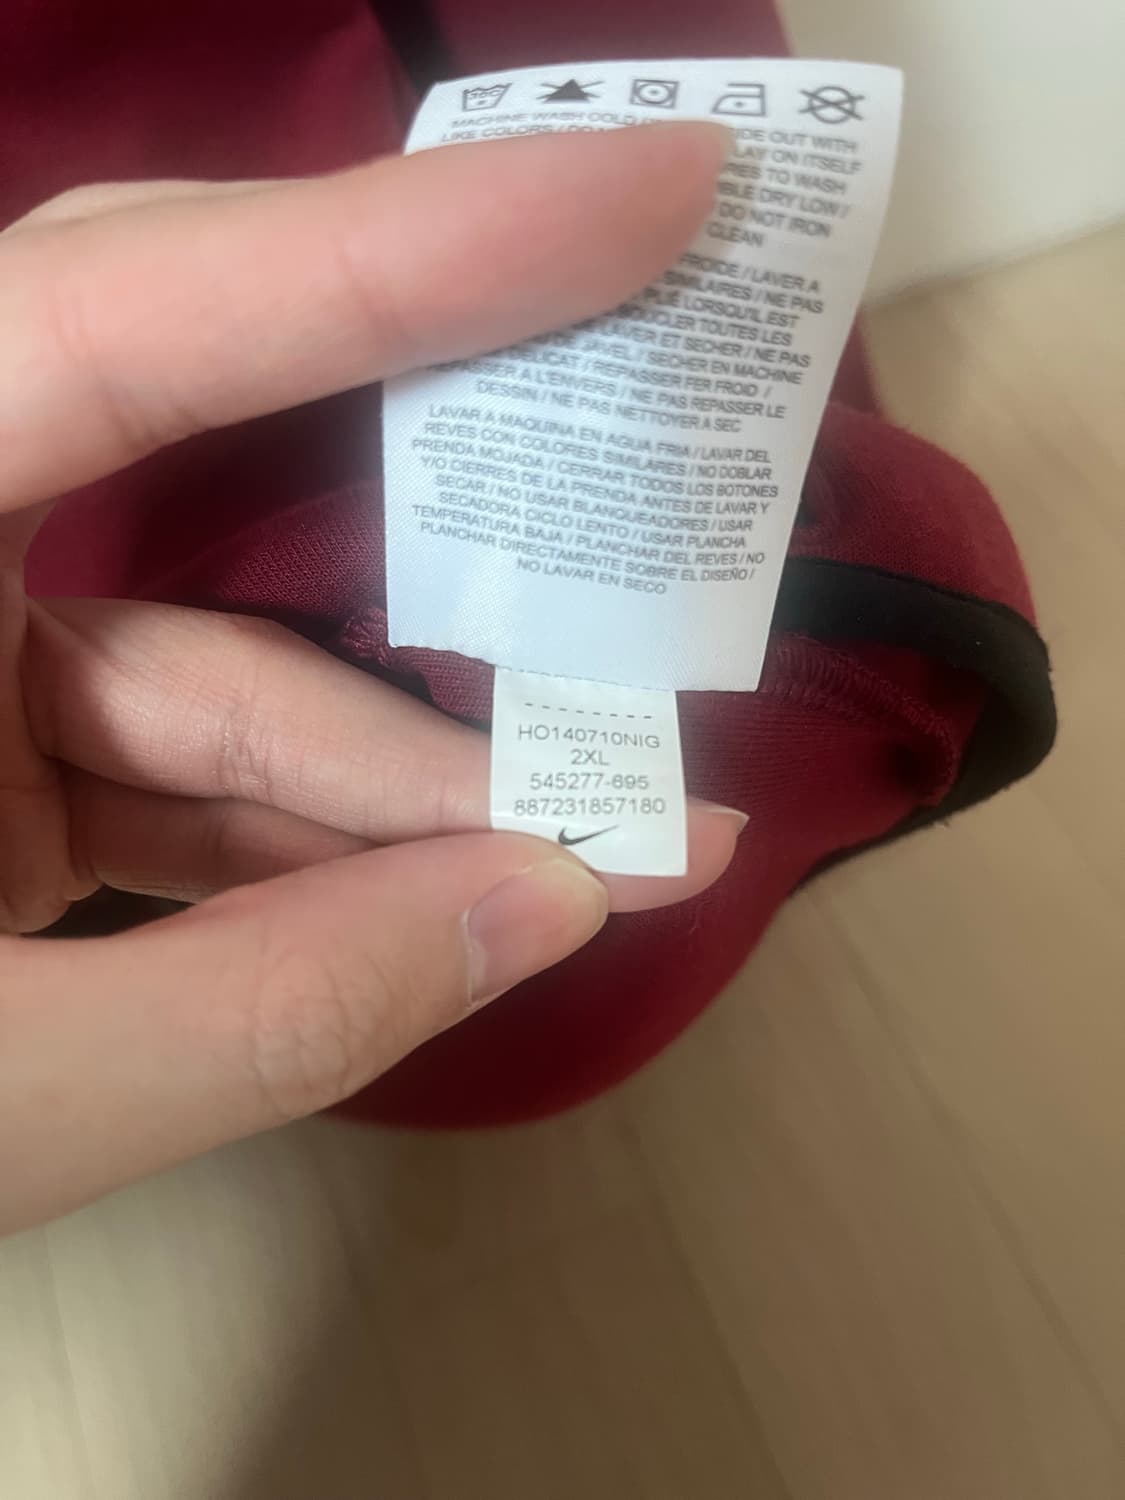 30C
MACHINE WASH COLD
IDE OUT WITH
LIKE COLORS / DO
LAY ON ITSELF
RES TO WASH
BLE DRY LOW /
DO NOT IRON
CLEAN
FROIDE / LAVER A
SIMILAIRES / NE PAS
PLIÉ LORSQU'IL EST
BOUCLER TOUTES LES
LAVER ET SECHER / NE PAS
VEL / SECHER EN MACHINE
DELICAT / REPASSER FER FROID /
REPASSER A L'ENVERS / NE PAS REPASSER LE
DESSIN / NE PAS NETTOYER A SEC
LAVAR A MAQUINA EN AGUA FRIA / LAVAR DEL
REVES CON COLORES SIMILARES / NO DOBLAR
PRENDA MOJADA / CERRAR TODOS LOS BOTONES
Y/O CIERRES DE LA PRENDA ANTES DE LAVAR Y
SECAR / NO USAR BLANQUEADORES / USAR
SECADORA CICLO LENTO / USAR PLANCHA
TEMPERATURA BAJA / PLANCHAR DEL REVES / NO
PLANCHAR DIRECTAMENTE SOBRE EL DISEÑO /
NO LAVAR EN SECO
HO140710NIG
2XL
545277-695
887231857180